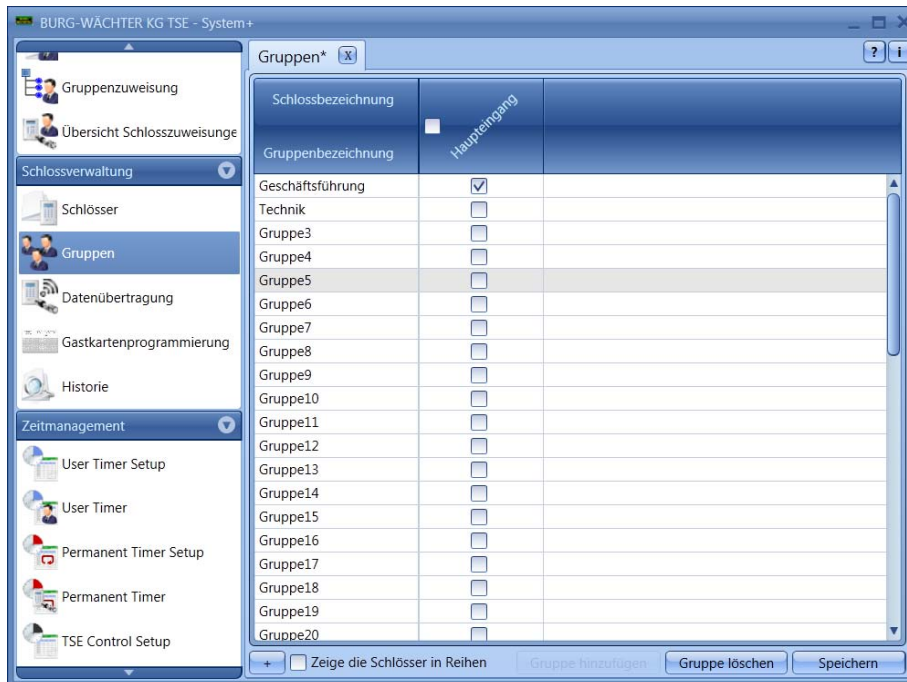 BURG-WÄCHTER KG TSE - System+
Gruppenzuweisung
Übersicht Schlosszuweisunge
Schlossverwaltung
Schlösser
Gruppen
Datenübertragung
Gastkartenprogrammierung
Historie
Zeitmanagement
User Timer Setup
User Timer
Permanent Timer Setup
Permanent Timer
TSE Control Setup
Gruppen* X
? i
Schlossbezeichnung
Haupteingang
Gruppenbezeichnung
Geschäftsführung
Technik
Gruppe3
Gruppe4
Gruppe5
Gruppe6
Gruppe7
Gruppe8
Gruppe9
Gruppe10
Gruppe11
Gruppe12
Gruppe13
Gruppe14
Gruppe15
Gruppe16
Gruppe17
Gruppe18
Gruppe19
Gruppe20
+ Zeige die Schlösser in Reihen Gruppe hinzufügen Gruppe löschen Speichern